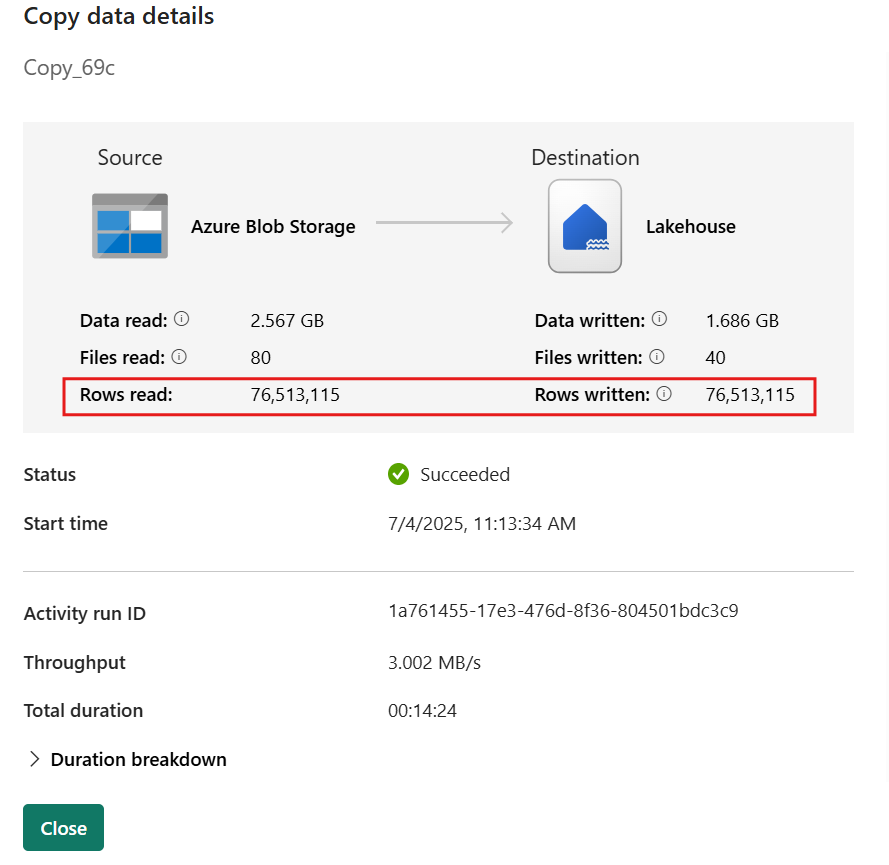 Copy data details
Copy_69c
Source Destination
Azure Blob Storage Lakehouse
Data read: 2.567 GB Data written: 1.686 GB
Files read: 80 Files written: 40
Rows read: 76,513,115 Rows written: 76,513,115
Status Succeeded
Start time 7/4/2025, 11:13:34 AM
Activity run ID 1a761455-17e3-476d-8f36-804501bdc3c9
Throughput 3.002 MB/s
Total duration 00:14:24
Duration breakdown
Close